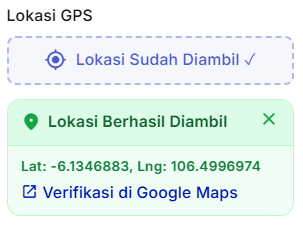 Lokasi GPS
Lokasi Sudah Diambil ✓
Lokasi Berhasil Diambil
Lat: -6.1346883, Lng: 106.4996974
Verifikasi di Google Maps